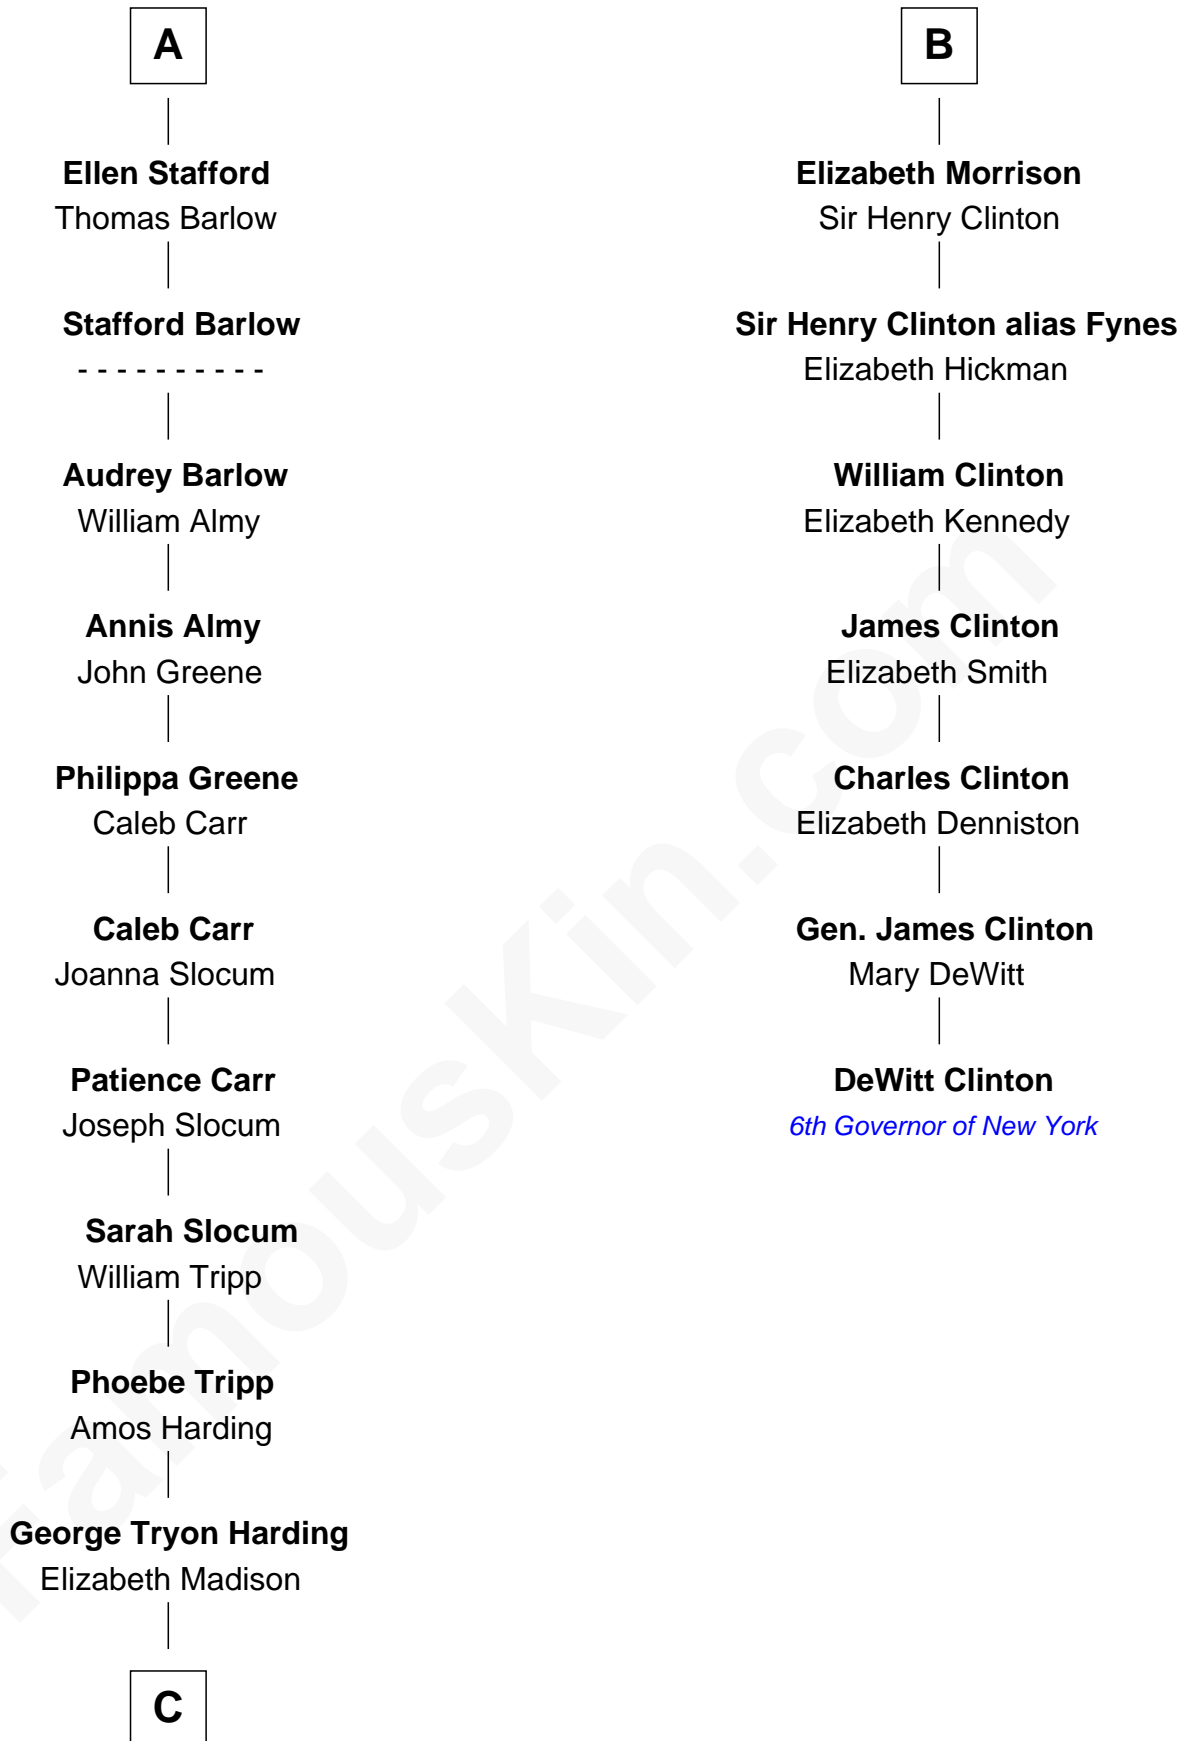 A
Ellen Stafford
Thomas Barlow
Stafford Barlow
- - - - - - - - - -
Audrey Barlow
William Almy
Annis Almy
John Greene
Philippa Greene
Caleb Carr
Caleb Carr
Joanna Slocum
Patience Carr
Joseph Slocum
Sarah Slocum
William Tripp
Phoebe Tripp
Amos Harding
George Tryon Harding
Elizabeth Madison
C
B
Elizabeth Morrison
Sir Henry Clinton
Sir Henry Clinton alias Fynes
Elizabeth Hickman
William Clinton
Elizabeth Kennedy
James Clinton
Elizabeth Smith
Charles Clinton
Elizabeth Denniston
Gen. James Clinton
Mary DeWitt
DeWitt Clinton
6th Governor of New York
FamousKin.com